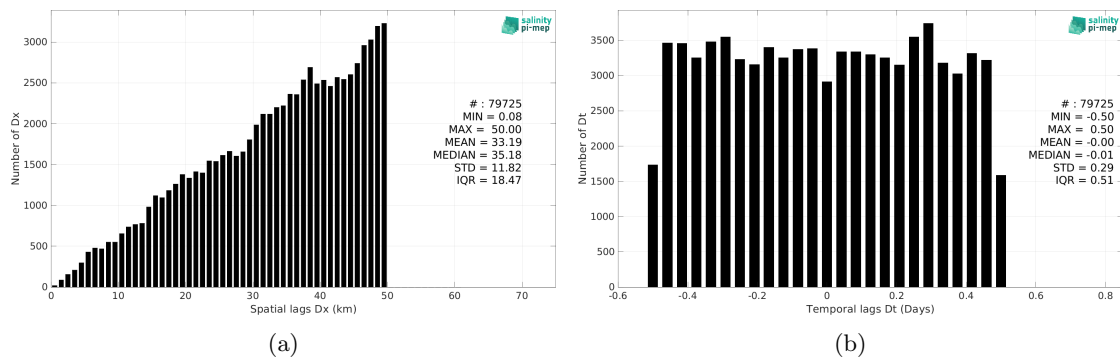 salinity
pi-mep
3000
2500
2000
1500
1000
500
0
Number of Dx
# : 79725
MIN = 0.08
MAX = 50.00
MEAN = 33.19
MEDIAN = 35.18
STD = 11.82
IQR = 18.47
0 10 20 30 40 50 60 70
Spatial lags Dx (km)
(a)
salinity
pi-mep
3500
3000
2500
2000
1500
1000
500
0
Number of Dt
# : 79725
MIN = -0.50
MAX = 0.50
MEAN = -0.00
MEDIAN = -0.01
STD = 0.29
IQR = 0.51
-0.6 -0.4 -0.2 0 0.2 0.4 0.6 0.8
Temporal lags Dt (Days)
(b)